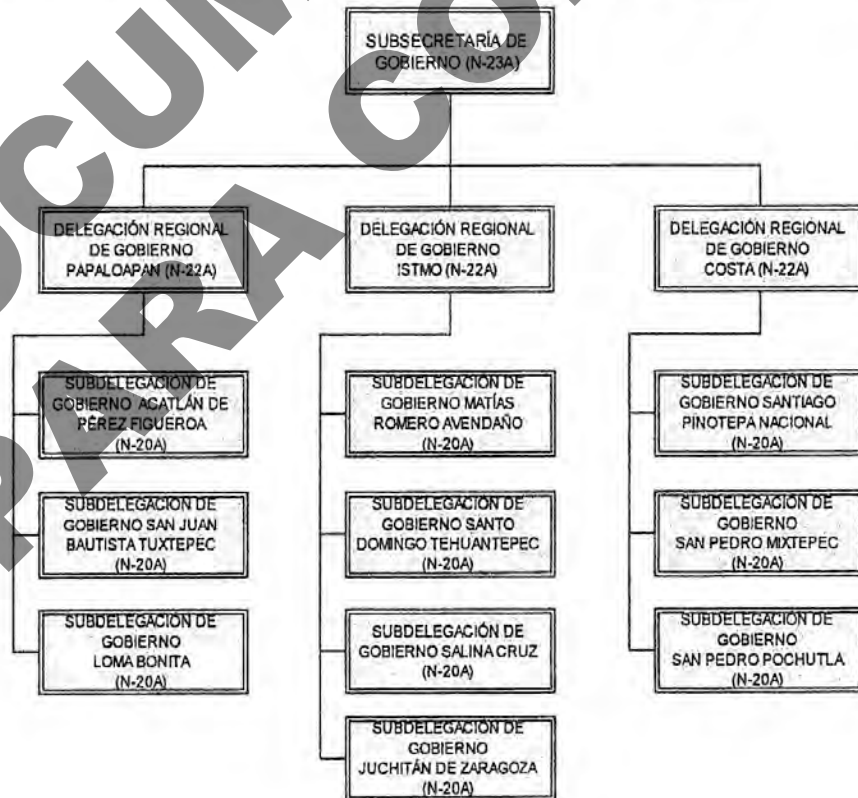 SUBSECRETARÍA DE
GOBIERNO (N-23A)
DELEGACIÓN REGIONAL
DE GOBIERNO
PAPALOAPAN (N-22A)
DELEGACIÓN REGIONAL
DE GOBIERNO
ISTMO (N-22A)
DELEGACIÓN REGIONAL
DE GOBIERNO
COSTA (N-22A)
SUBDELEGACIÓN DE
GOBIERNO ACATLÁN DE
PÉREZ FIGUEROA
(N-20A)
SUBDELEGACIÓN DE
GOBIERNO SAN JUAN
BAUTISTA TUXTEPEC
(N-20A)
SUBDELEGACIÓN DE
GOBIERNO
LOMA BONITA
(N-20A)
SUBDELEGACIÓN DE
GOBIERNO MATÍAS
ROMERO AVENDAÑO
(N-20A)
SUBDELEGACIÓN DE
GOBIERNO SANTO
DOMINGO TEHUANTEPEC
(N-20A)
SUBDELEGACIÓN DE
GOBIERNO SALINA CRUZ
(N-20A)
SUBDELEGACIÓN DE
GOBIERNO
JUCHITÁN DE ZARAGOZA
(N-20A)
SUBDELEGACIÓN DE
GOBIERNO SANTIAGO
PINOTEPA NACIONAL
(N-20A)
SUBDELEGACIÓN DE
GOBIERNO
SAN PEDRO MIXTEPEC
(N-20A)
SUBDELEGACIÓN DE
GOBIERNO
SAN PEDRO POCHUTLA
(N-20A)
PARA